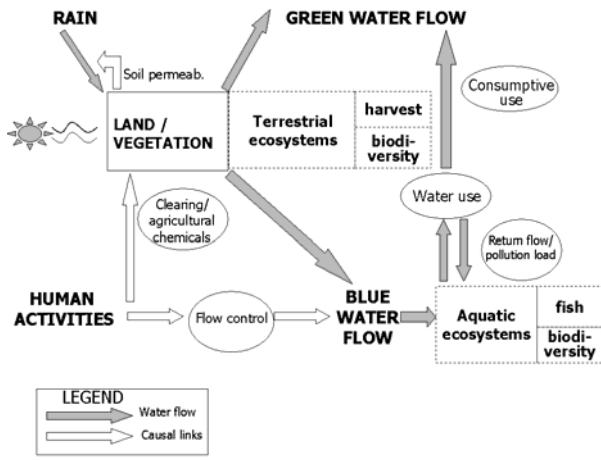 RAIN
GREEN WATER FLOW
Soil permeab.
LAND /
VEGETATION
Terrestrial
ecosystems
harvest
biodi-
versity
Consumptive
use
Water use
Clearing/
agricultural
chemicals
Return flow/
pollution load
HUMAN
ACTIVITIES
Flow control
BLUE
WATER
FLOW
Aquatic
ecosystems
fish
biodi-
versity
LEGEND
Water flow
Causal links